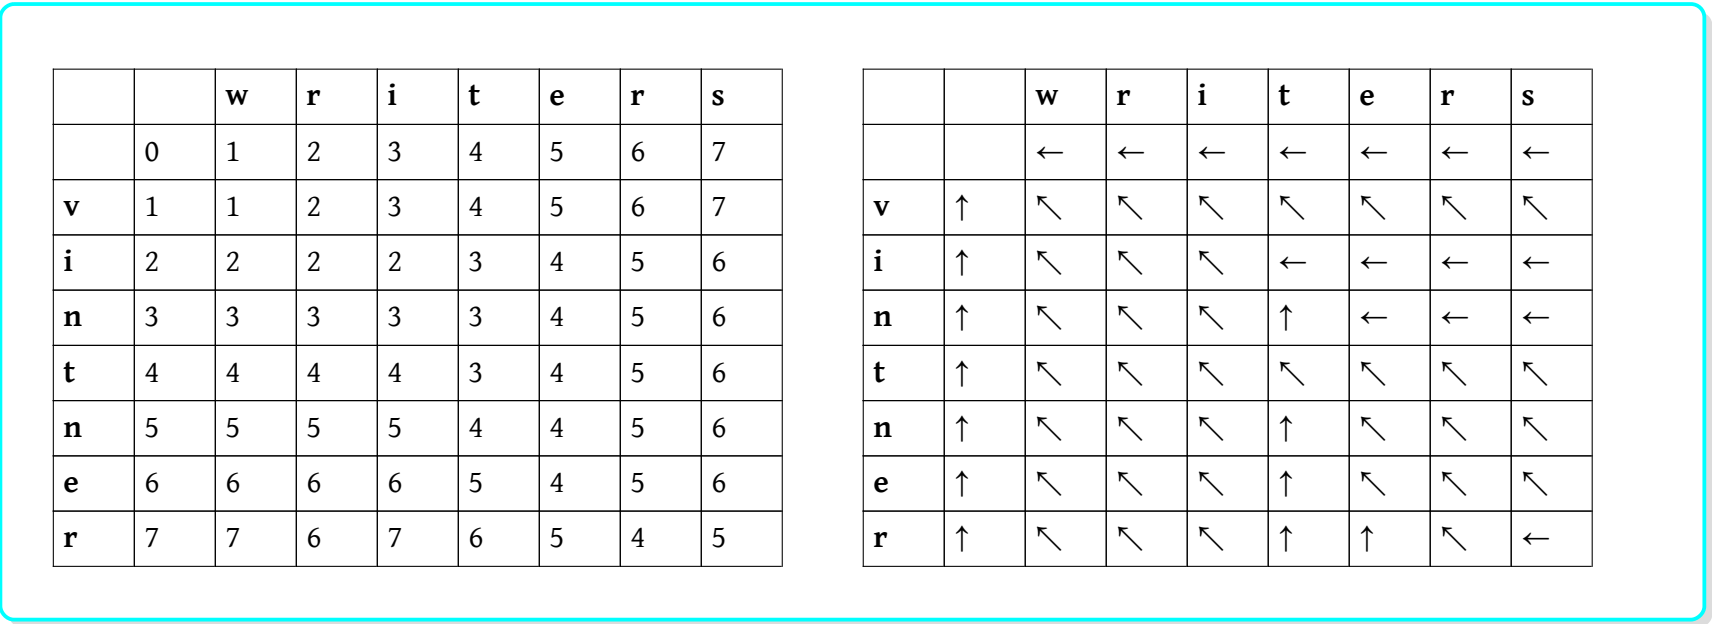 w r i t e r s w r i t e r s
0 1 2 3 4 5 6 7 ← ← ← ← ← ← ←
v 1 1 2 3 4 5 6 7 v ↑ ↖ ↖ ↖ ↖ ↖ ↖ ↖
i 2 2 2 2 3 4 5 6 i ↑ ↖ ↖ ↖ ← ← ← ←
n 3 3 3 3 3 4 5 6 n ↑ ↖ ↖ ↖ ↑ ← ← ←
t 4 4 4 4 3 4 5 6 t ↑ ↖ ↖ ↖ ↖ ↖ ↖ ↖
n 5 5 5 5 4 4 5 6 n ↑ ↖ ↖ ↖ ↑ ↖ ↖ ↖
e 6 6 6 6 5 4 5 6 e ↑ ↖ ↖ ↖ ↑ ↖ ↖ ↖
r 7 7 6 7 6 5 4 5 r ↑ ↖ ↖ ↖ ↑ ↑ ↖ ←